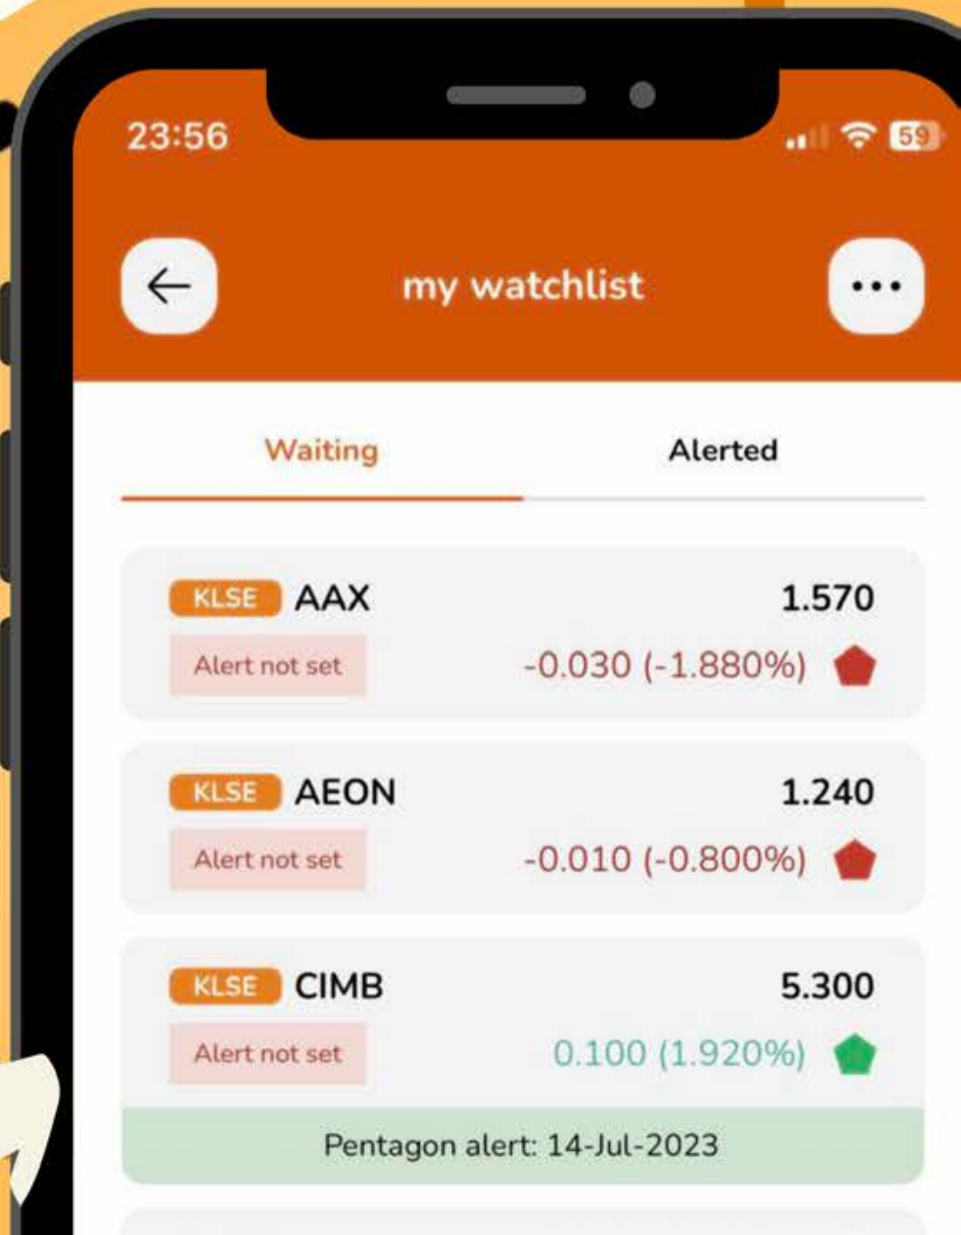 23:56
59
my watchlist
Waiting Alerted
KLSE AAX 1.570
Alert not set -0.030 (-1.880%)
KLSE AEON 1.240
Alert not set -0.010 (-0.800%)
KLSE CIMB 5.300
Alert not set 0.100 (1.920%)
Pentagon alert: 14-Jul-2023